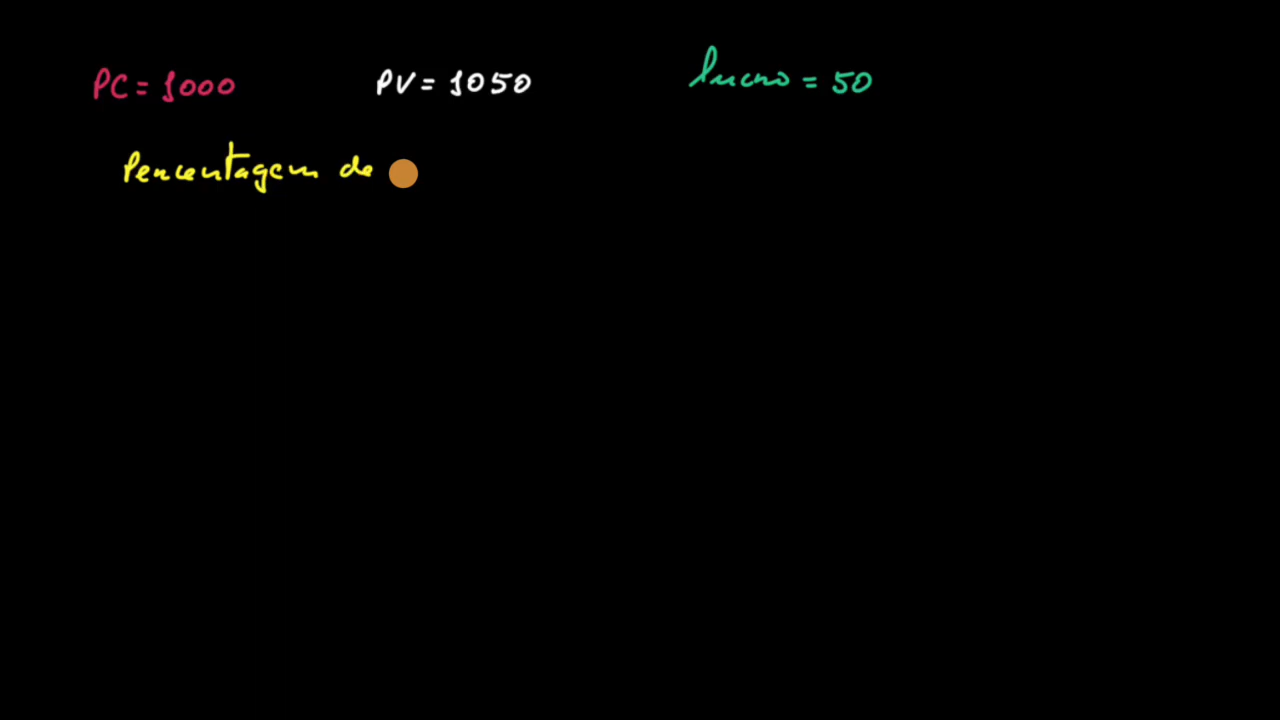 PC = 1000 PV = 1050 lucro = 50
Percentagem de